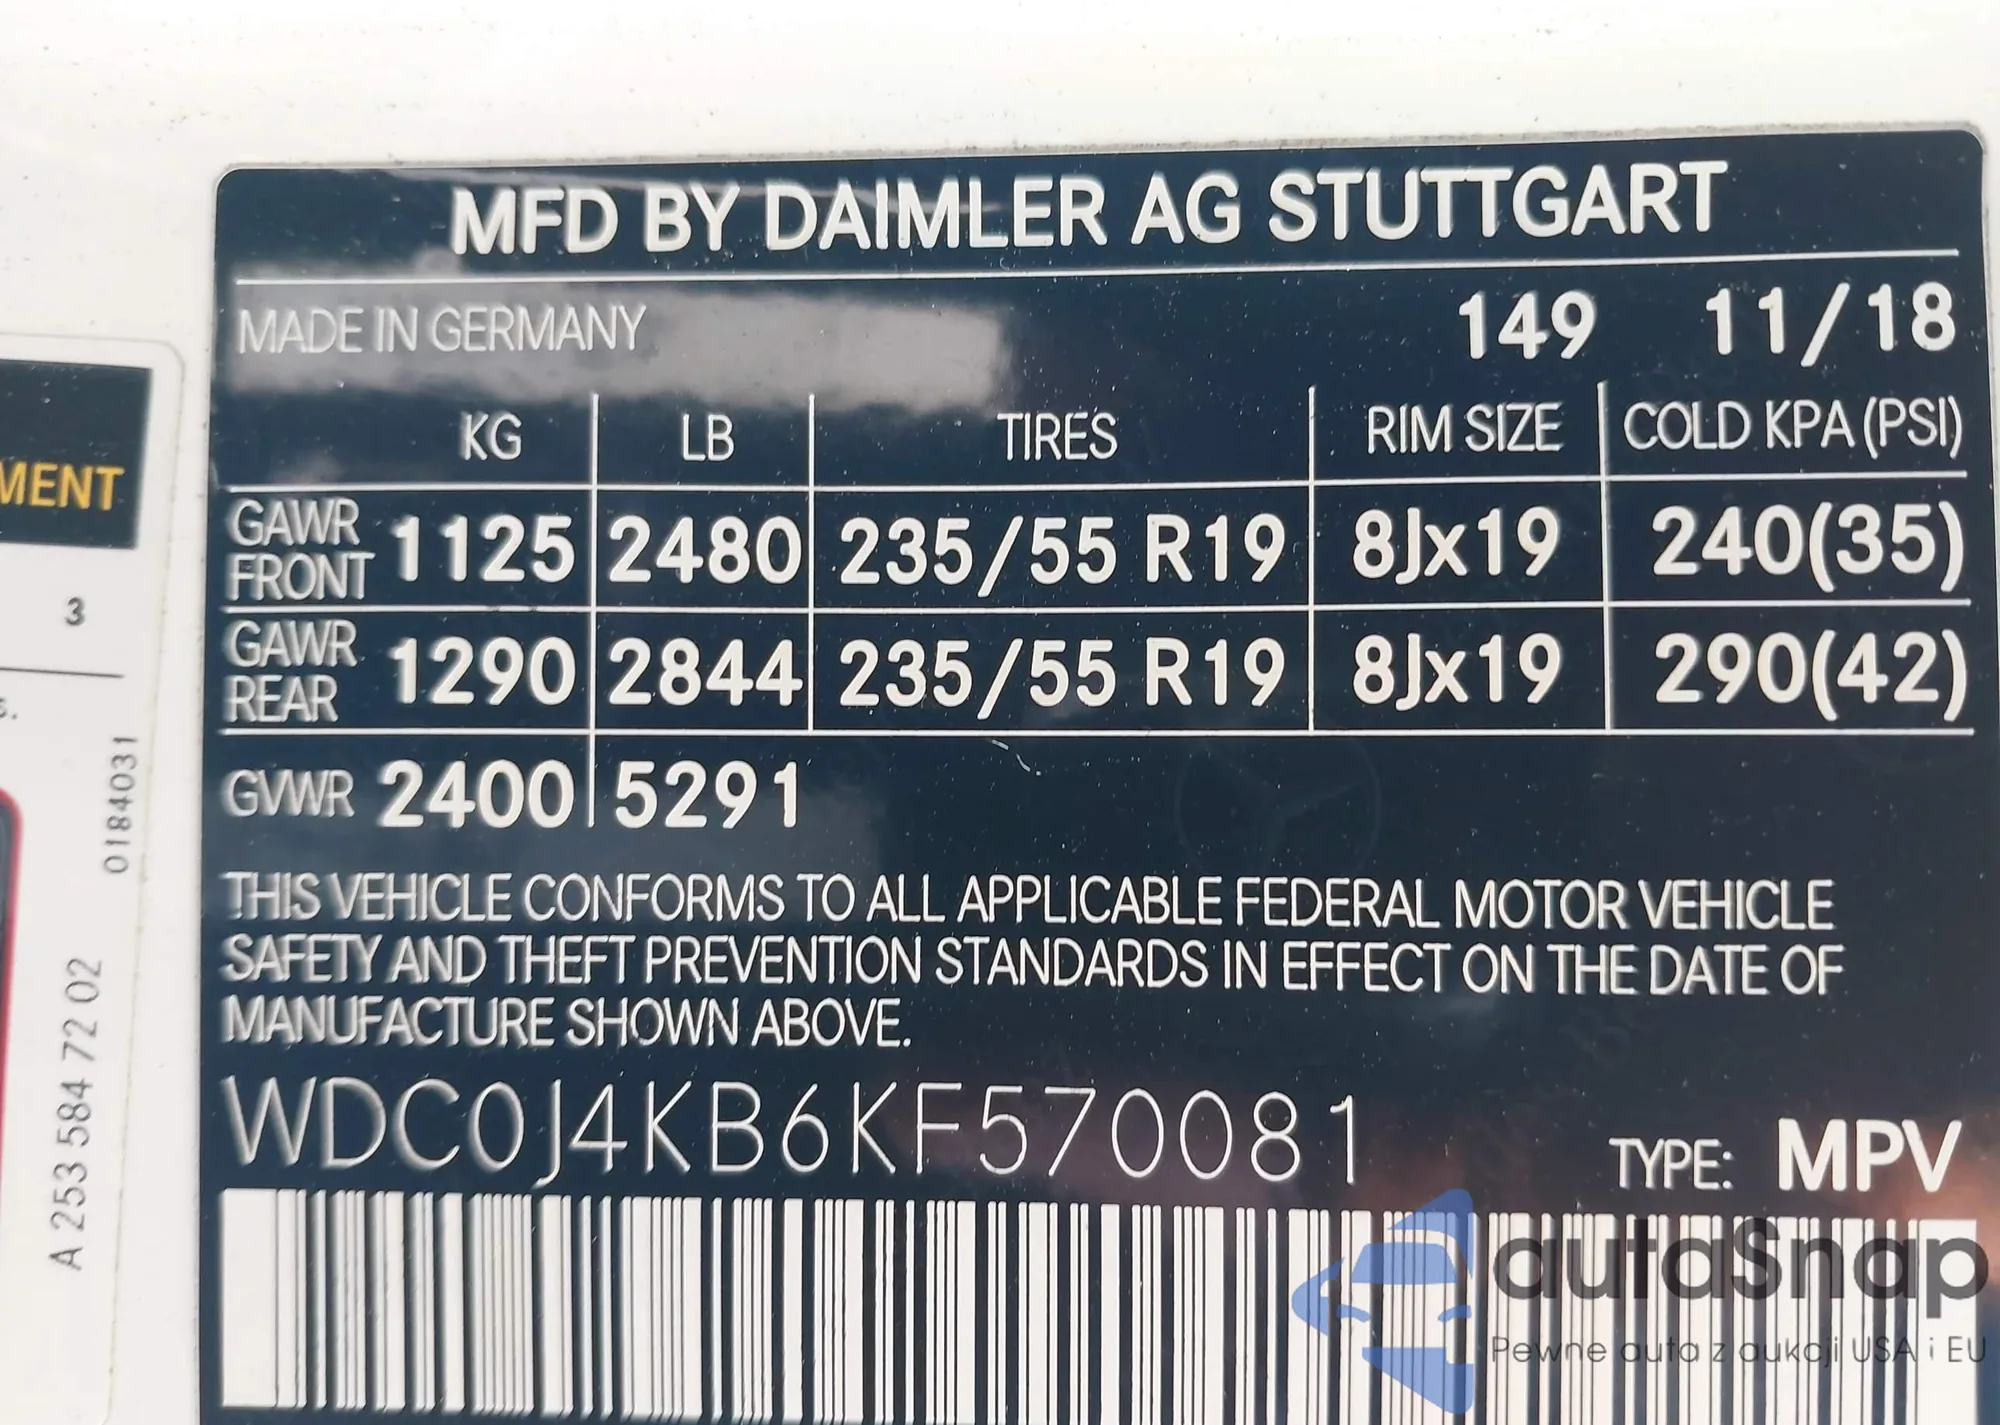 MFD BY DAIMLER AG STUTTGART
MADE IN GERMANY 149 11/18
KG LB TIRES RIM SIZE COLD KPA (PSI)
GAWR FRONT 1125 2480 235/55 R19 8Jx19 240(35)
GAWR REAR 1290 2844 235/55 R19 8Jx19 290(42)
GVWR 2400 5291
THIS VEHICLE CONFORMS TO ALL APPLICABLE FEDERAL MOTOR VEHICLE
SAFETY AND THEFT PREVENTION STANDARDS IN EFFECT ON THE DATE OF
MANUFACTURE SHOWN ABOVE.
WDC0J4KB6KF570081 TYPE: MPV
MENT
3
s.
0184031
A 253 584 72 02
autaSnap
Pewne auta z aukcji USA i EU